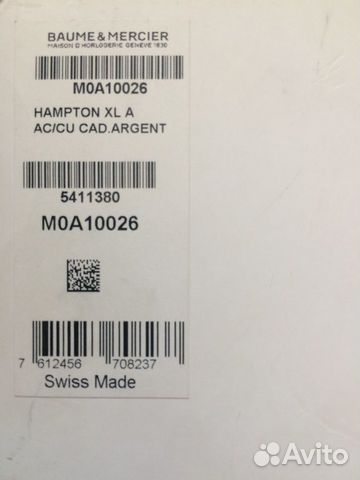 BAUME & MERCIER
MAISON D'HORLOGERIE GENEVE 1830
M0A10026
HAMPTON XL A
AC/CU CAD.ARGENT
5411380
M0A10026
7 612456 708237
Swiss Made
Avito